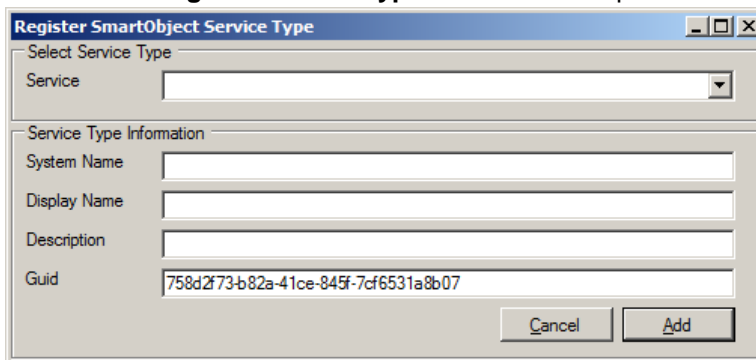 Register SmartObject Service Type
Select Service Type
Service
Service Type Information
System Name
Display Name
Description
Guid 758d2f73-b82a-41ce-845f-7cf6531a8b07
Cancel Add